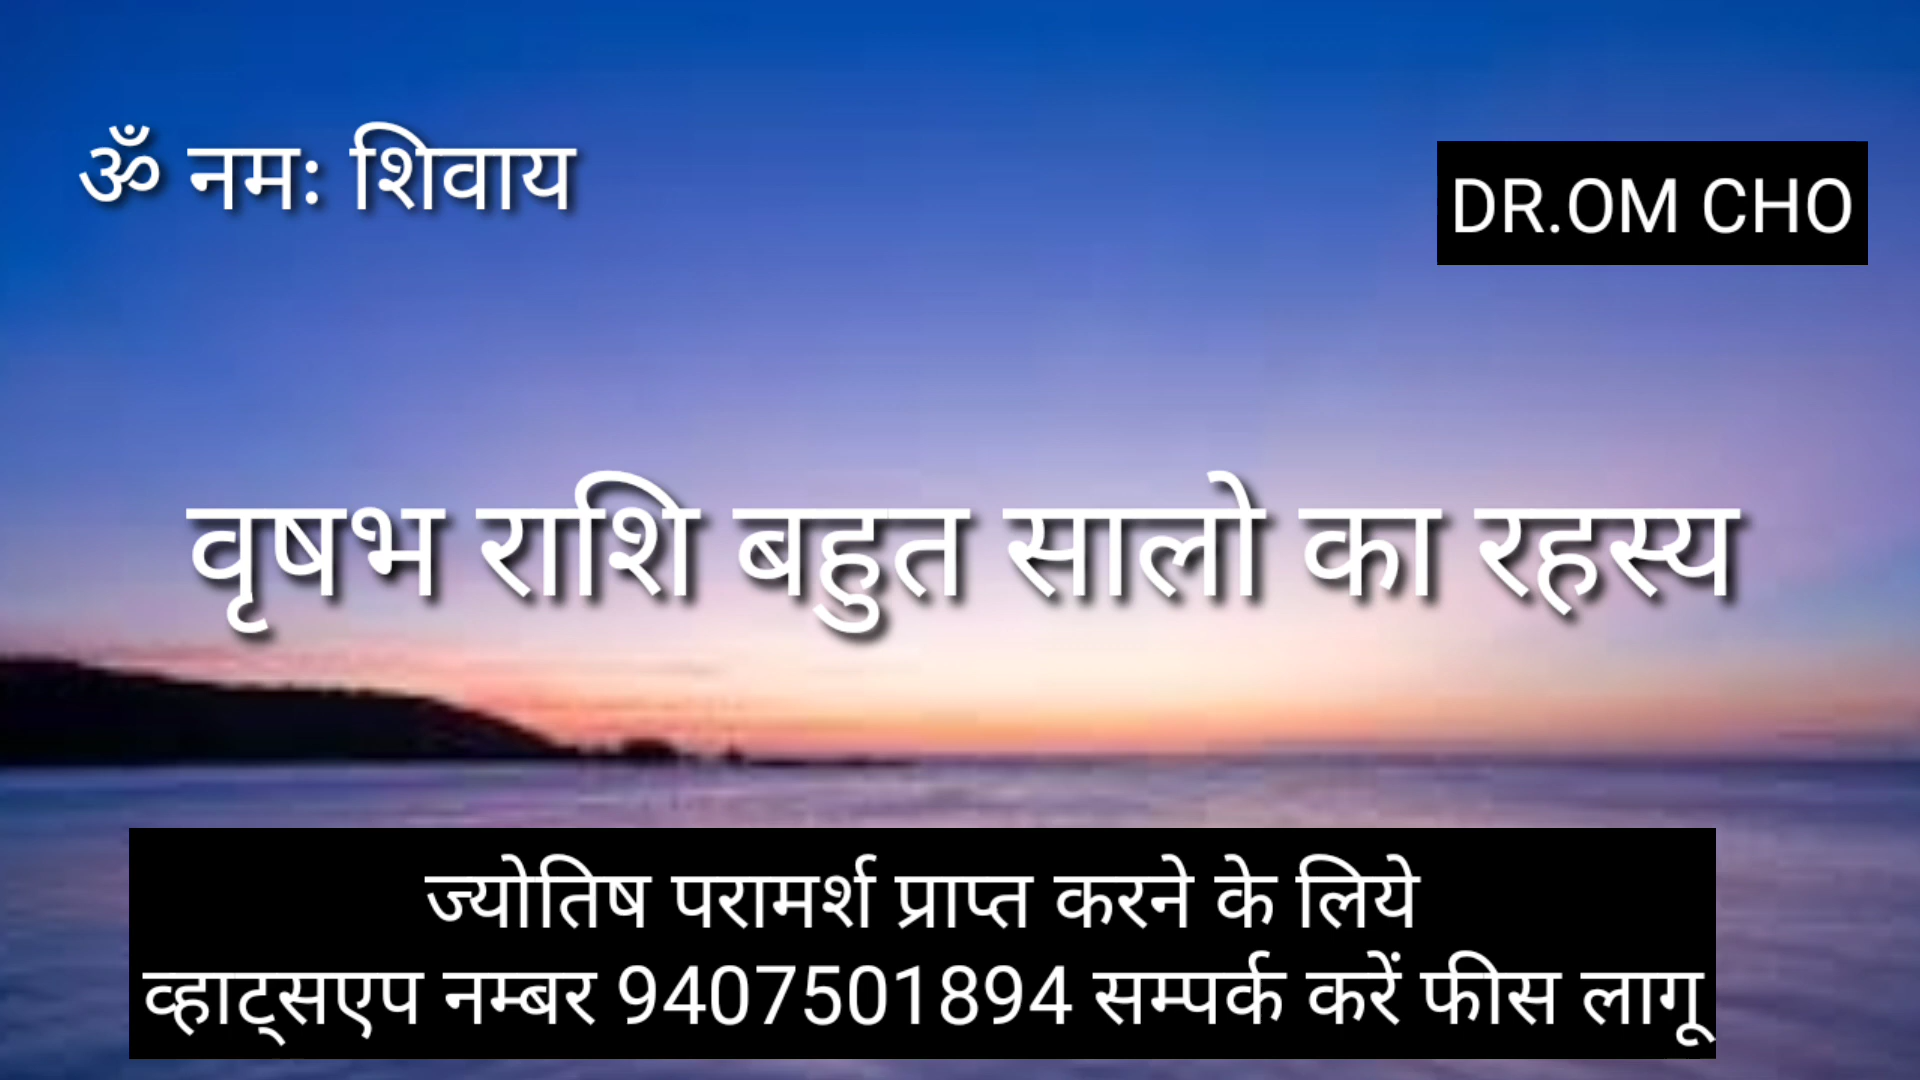 ॐ नमः शिवाय
DR.OM CHO
वृषभ राशि बहुत सालो का रहस्य
ज्योतिष परामर्श प्राप्त करने के लिये
व्हाट्सएप नम्बर 9407501894 सम्पर्क करें फीस लागू